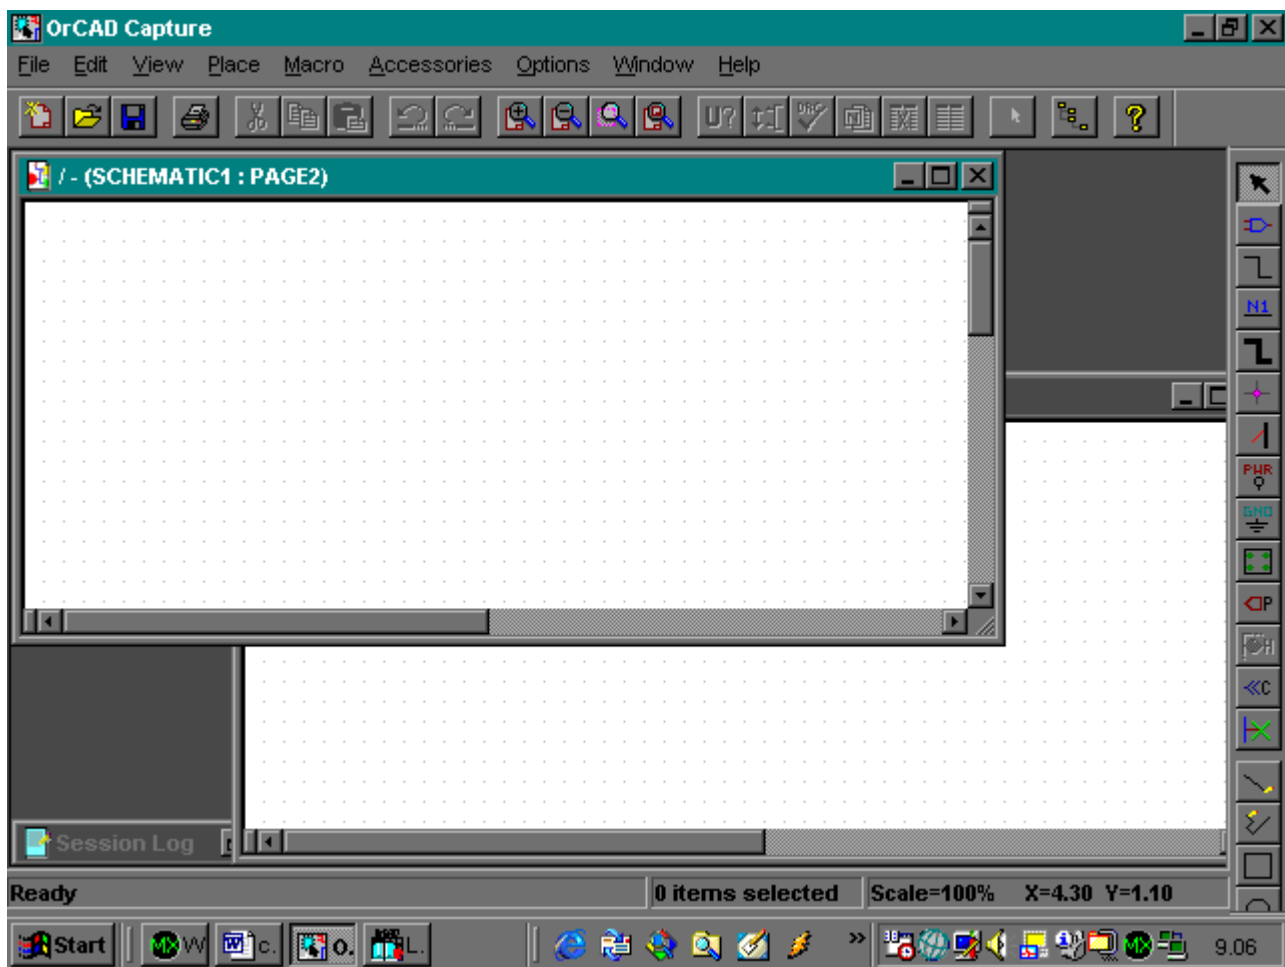 OrCAD Capture
File Edit View Place Macro Accessories Options Window Help
U? DRC N
/ - (SCHEMATIC1 : PAGE2)
N1
PWR
GND
P
H
C
Session Log
Ready 0 items selected Scale=100% X=4.30 Y=1.10
Start W c. O. L. » 9.06